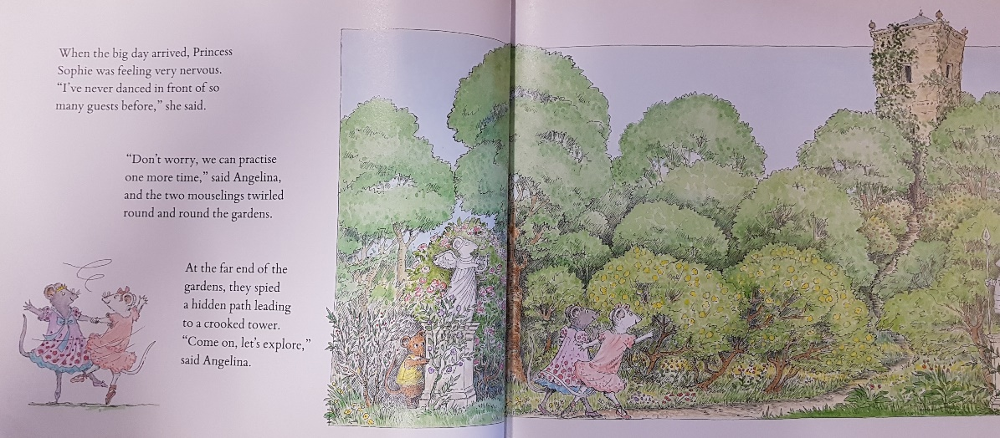 When the big day arrived, Princess
Sophie was feeling very nervous.
“I’ve never danced in front of so
many guests before,” she said.
“Don’t worry, we can practise
one more time,” said Angelina,
and the two mouselings twirled
round and round the gardens.
At the far end of the
gardens, they spied
a hidden path leading
to a crooked tower.
“Come on, let’s explore,”
said Angelina.